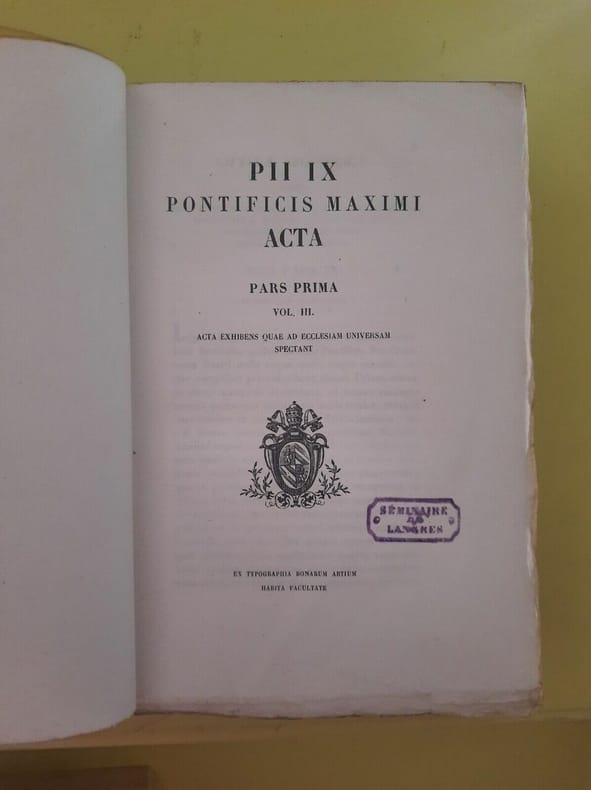 PII IX
PONTIFICIS MAXIMI
ACTA
PARS PRIMA
VOL. III.
ACTA EXHIBENS QUAE AD ECCLESIAM UNIVERSAM
SPECTANT
SÉMINAIRE
DE
LANGRES
EX TYPOGRAPHIA BONARUM ARTIUM
HABITA FACULTATE